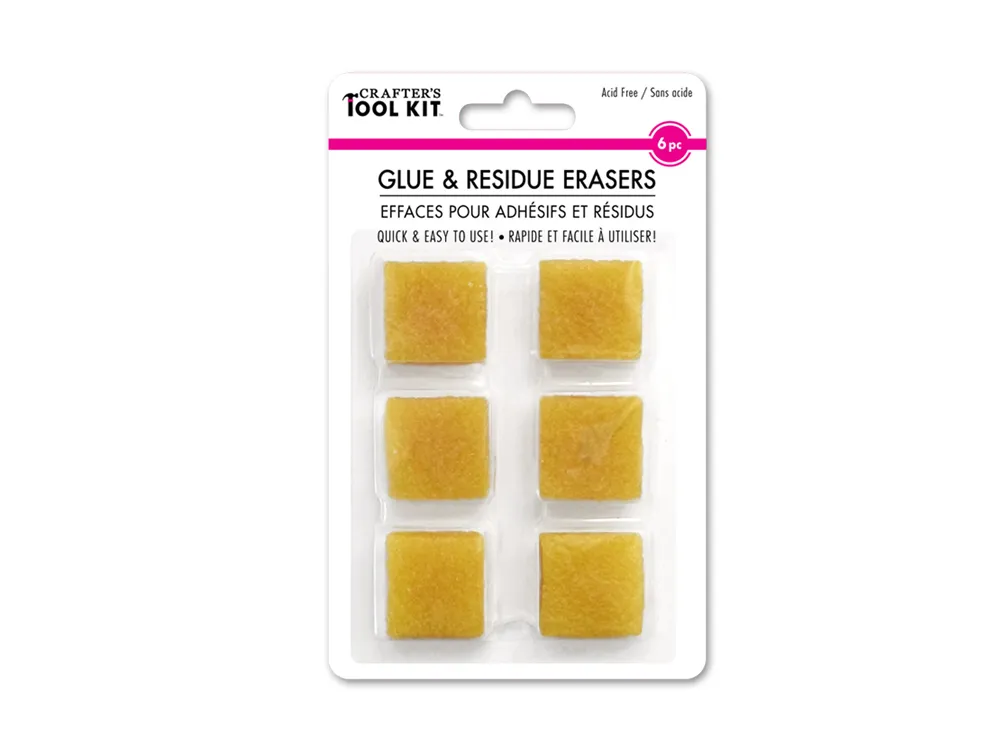 CRAFTER'S
TOOL KIT™
Acid Free / Sans acide
6 pc
GLUE & RESIDUE ERASERS
EFFACES POUR ADHÉSIFS ET RÉSIDUS
QUICK & EASY TO USE! • RAPIDE ET FACILE À UTILISER!